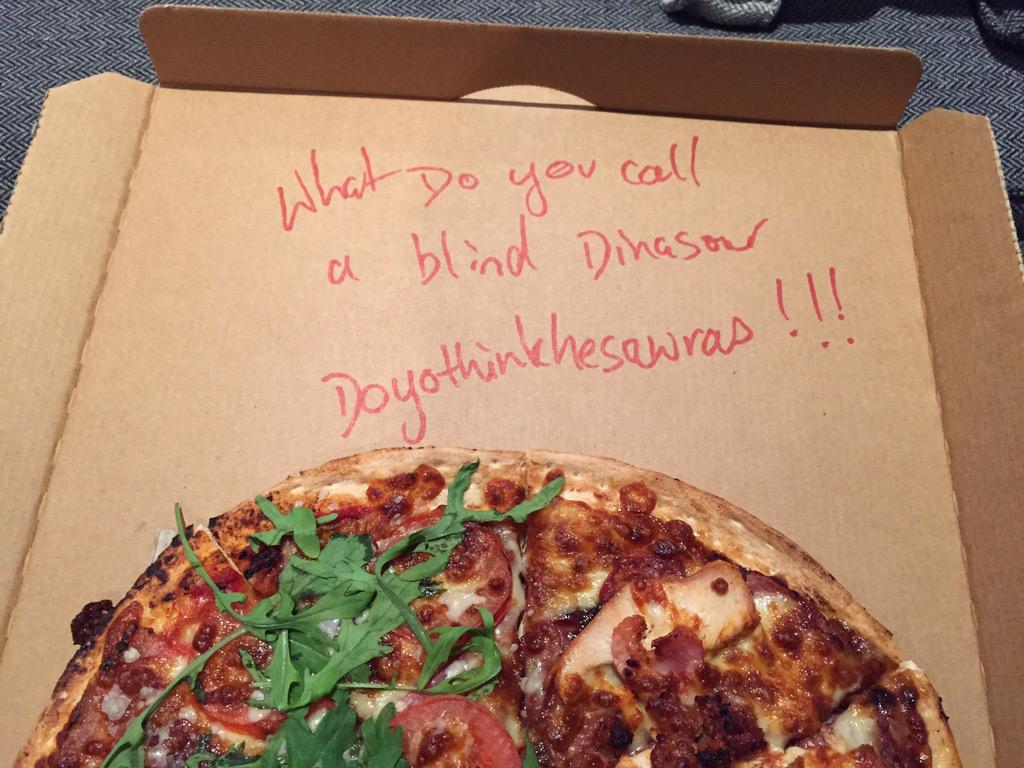 What Do you call
a blind Dinasour
Doyothinkhesawras !!!